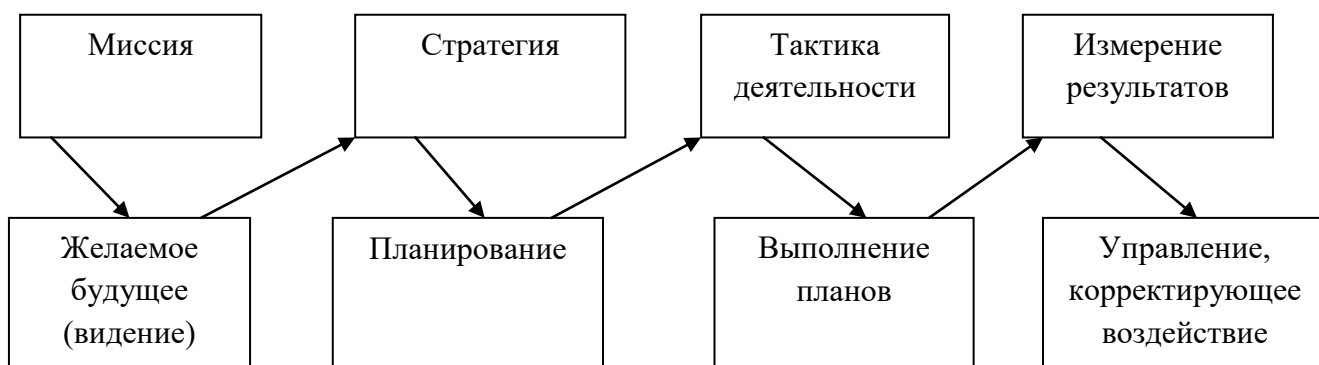 Миссия
Стратегия
Тактика
деятельности
Измерение
результатов
Желаемое
будущее
(видение)
Планирование
Выполнение
планов
Управление,
корректирующее
воздействие